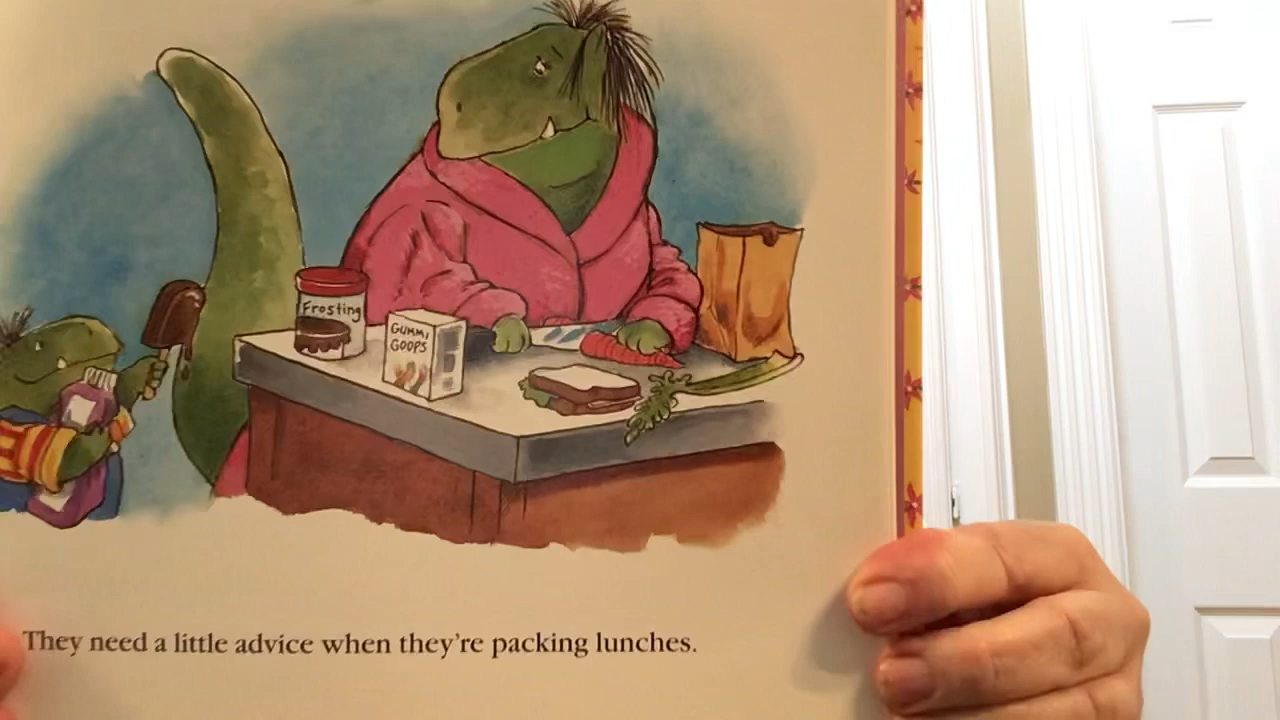 Frosting
GUMMI
GOOPS
They need a little advice when they're packing lunches.